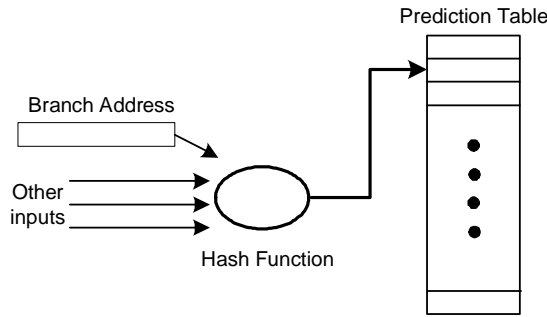 Prediction Table
Branch Address
Other
inputs
Hash Function